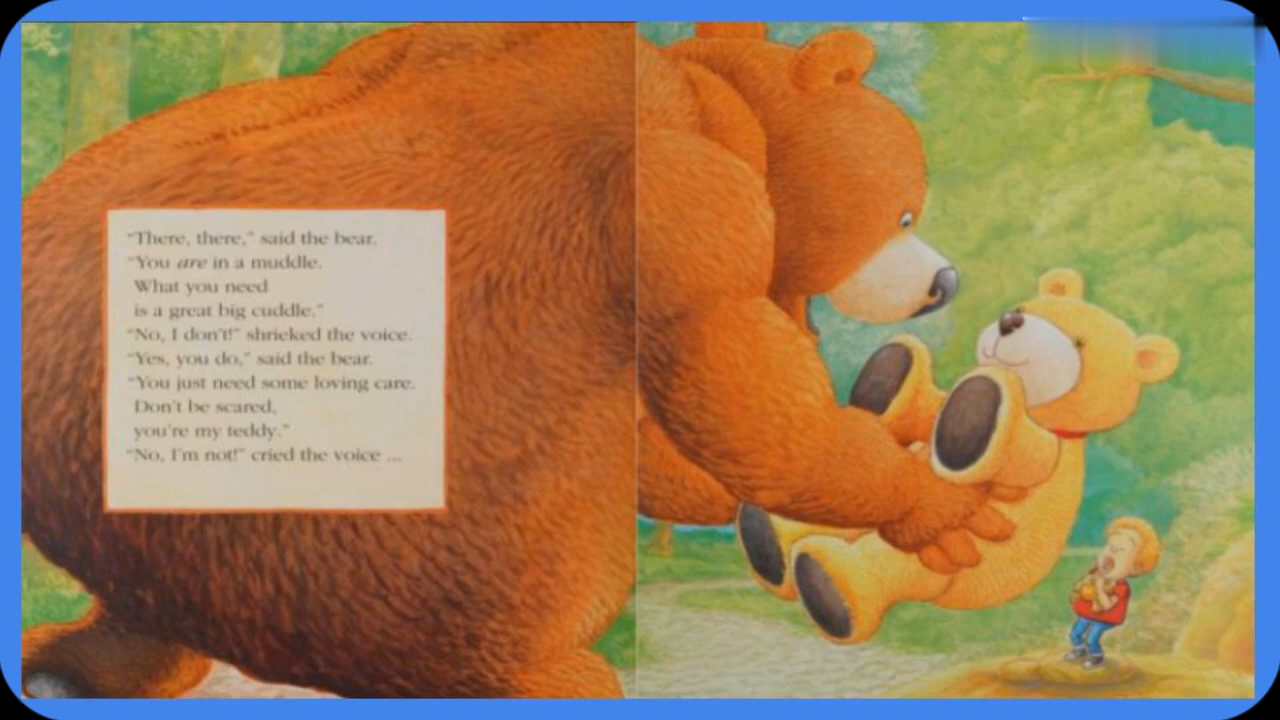 “There, there,” said the bear.
“You are in a muddle.
What you need
is a great big cuddle.”
“No, I don't!” shrieked the voice.
“Yes, you do,” said the bear.
“You just need some loving care.
Don't be scared,
you're my teddy.”
“No, I'm not!” cried the voice ...